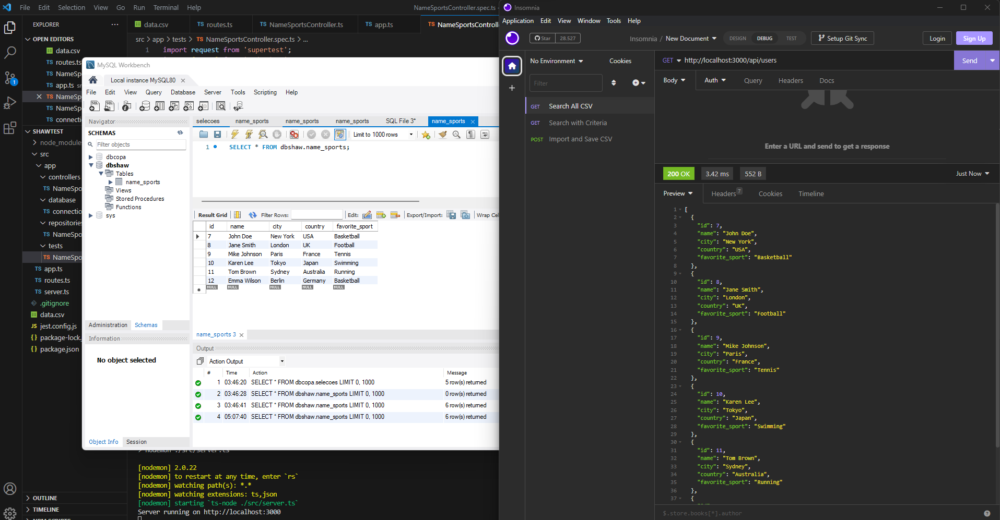 File Edit Selection View Go Run Terminal Help
NameSportsController.spec.ts -
EXPLORER
OPEN EDITORS
data.csv
routes.ts
NameSpo
app.ts sr
NameSp
NameSp
connecti
SHAWTEST
node_module
src
app
controllers
TS NameSpo
database
TS connectio
repositorie
TS NameSpo
tests
TS NameSpo
TS app.ts
TS routes.ts
TS server.ts
.gitignore
data.csv
JS jest.config.js
{} package-lock.
{} package.json
OUTLINE
TIMELINE
1
data.csv
TS routes.ts
TS NameSportsController.ts
TS app.ts
TS NameSportsControll
src > app > tests > TS NameSportsController.spec.ts > ...
1 import request from 'supertest';
MySQL Workbench
Local instance MySQL80
File Edit View Query Database Server Tools Scripting Help
Navigator
SCHEMAS
Filter objects
dbcopa
dbshaw
Tables
name_sports
Views
Stored Procedures
Functions
sys
Administration Schemas
Information
No object selected
Object Info Session
selecoes name_sports name_sports name_sports SQL File 3* name_sports
Limit to 1000 rows
1 SELECT * FROM dbshaw.name_sports;
Result Grid Filter Rows: Edit: Export/Import: Wrap Cel
id name city country favorite_sport
7 John Doe New York USA Basketball
8 Jane Smith London UK Football
9 Mike Johnson Paris France Tennis
10 Karen Lee Tokyo Japan Swimming
11 Tom Brown Sydney Australia Running
12 Emma Wilson Berlin Germany Basketball
NULL NULL NULL NULL NULL
name_sports 3
Output
Action Output
# Time Action Message
1 03:46:20 SELECT * FROM dbcopa.selecoes LIMIT 0, 1000 5 row(s) returned
2 03:46:28 SELECT * FROM dbshaw.name_sports LIMIT 0, 1000 0 row(s) returned
3 03:46:41 SELECT * FROM dbshaw.name_sports LIMIT 0, 1000 6 row(s) returned
4 05:07:40 SELECT * FROM dbshaw.name_sports LIMIT 0, 1000 6 row(s) returned
> nodemon ./src/server.ts
[nodemon] 2.0.22
[nodemon] to restart at any time, enter `rs`
[nodemon] watching path(s): *.*
[nodemon] watching extensions: ts,json
[nodemon] starting `ts-node ./src/server.ts`
Server running on http://localhost:3000
Insomnia
Application Edit View Window Tools Help
Star 28.527
Insomnia / New Document
DESIGN DEBUG TEST
Setup Git Sync
Login
Sign Up
No Environment Cookies
Filter
GET Search All CSV
GET Search with Criteria
POST Import and Save CSV
GET http://localhost:3000/api/users
Send
Body Auth Query Headers Docs
Enter a URL and send to get a response
200 OK 3.42 ms 552 B
Just Now
Preview Headers 7 Cookies Timeline
1 [
2 {
3 "id": 7,
4 "name": "John Doe",
5 "city": "New York",
6 "country": "USA",
7 "favorite_sport": "Basketball"
8 },
9 {
10 "id": 8,
11 "name": "Jane Smith",
12 "city": "London",
13 "country": "UK",
14 "favorite_sport": "Football"
15 },
16 {
17 "id": 9,
18 "name": "Mike Johnson",
19 "city": "Paris",
20 "country": "France",
21 "favorite_sport": "Tennis"
22 },
23 {
24 "id": 10,
25 "name": "Karen Lee",
26 "city": "Tokyo",
27 "country": "Japan",
28 "favorite_sport": "Swimming"
29 },
30 {
31 "id": 11,
32 "name": "Tom Brown",
33 "city": "Sydney",
34 "country": "Australia",
35 "favorite_sport": "Running"
36 },
37 {
$.store.books[*].author